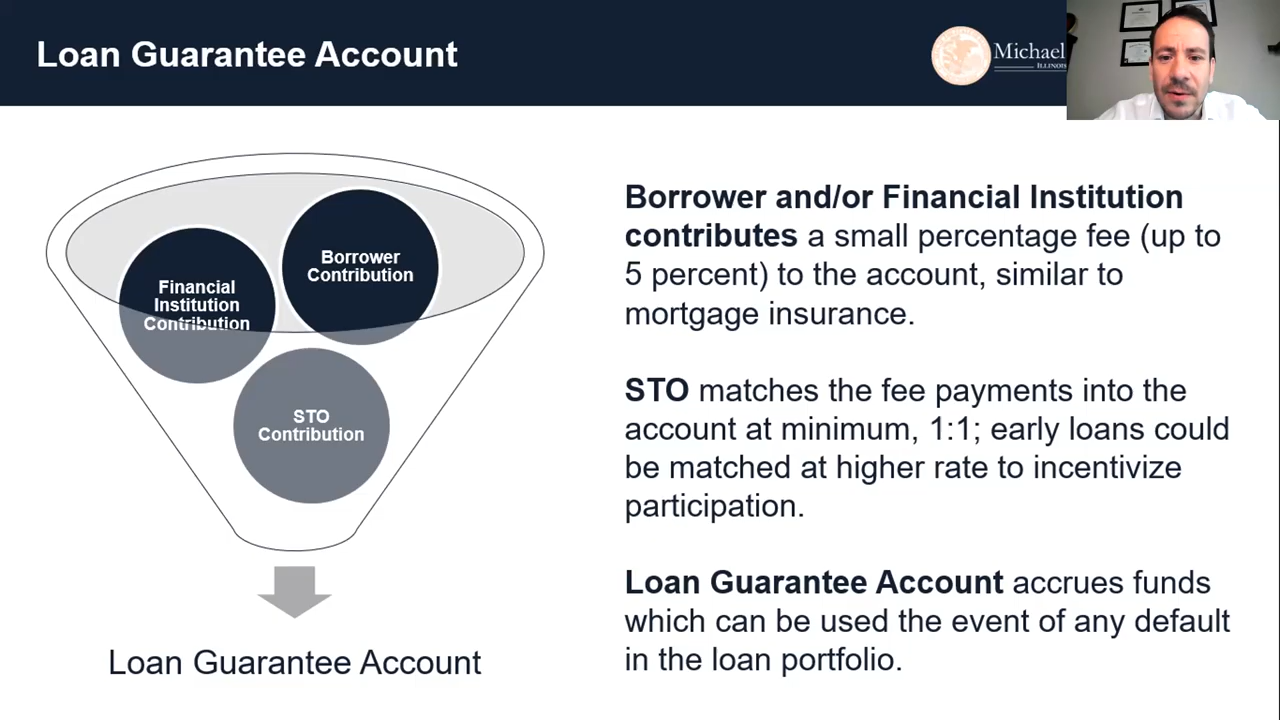 Loan Guarantee Account
Michael
ILLINOIS
Financial
Institution
Contribution
Borrower
Contribution
STO
Contribution
Loan Guarantee Account
Borrower and/or Financial Institution
contributes a small percentage fee (up to
5 percent) to the account, similar to
mortgage insurance.
STO matches the fee payments into the
account at minimum, 1:1; early loans could
be matched at higher rate to incentivize
participation.
Loan Guarantee Account accrues funds
which can be used the event of any default
in the loan portfolio.